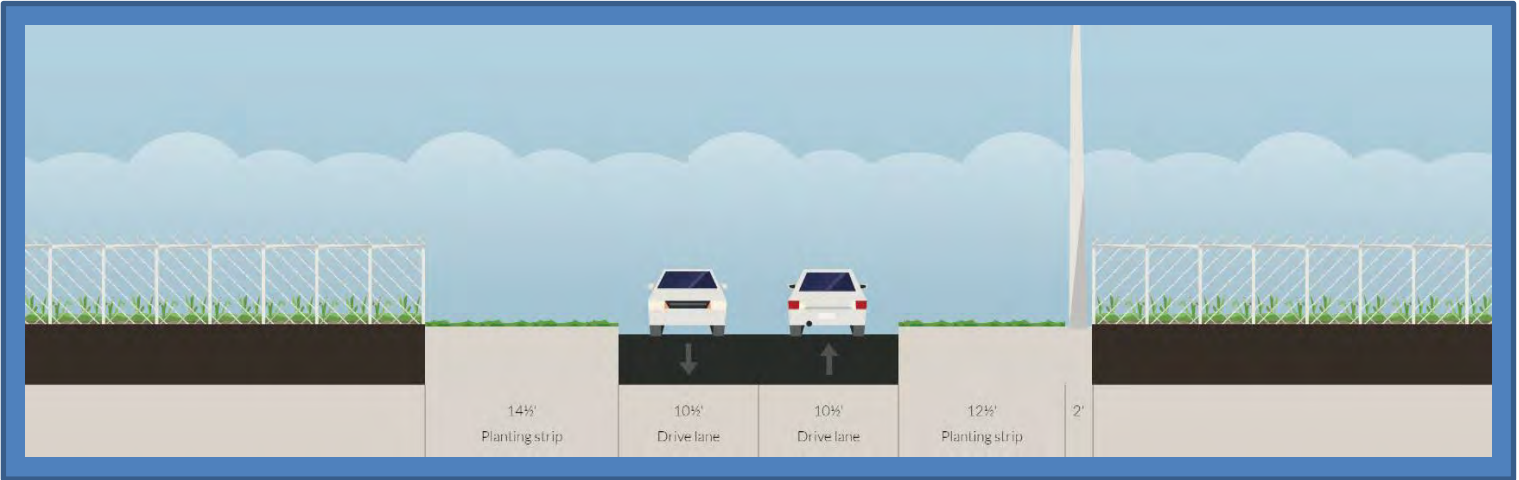 14½' 10½' 10½' 12½' 2'
Planting strip Drive lane Drive lane Planting strip